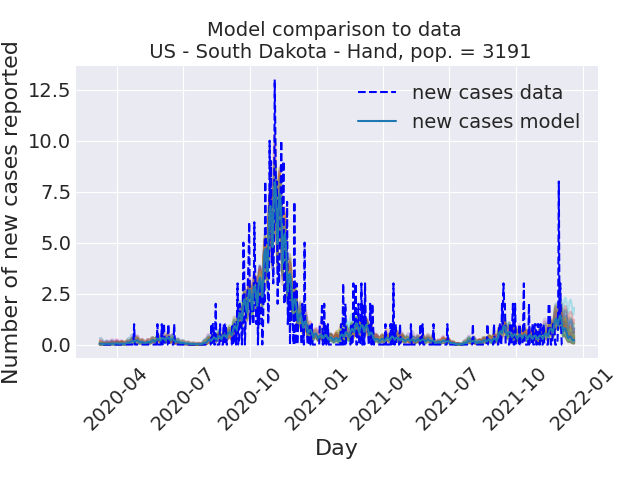 Model comparison to data
US - South Dakota - Hand, pop. = 3191
Number of new cases reported
12.5
10.0
7.5
5.0
2.5
0.0
new cases data
new cases model
2020-04
2020-07
2020-10
2021-01
2021-04
2021-07
2021-10
2022-01
Day